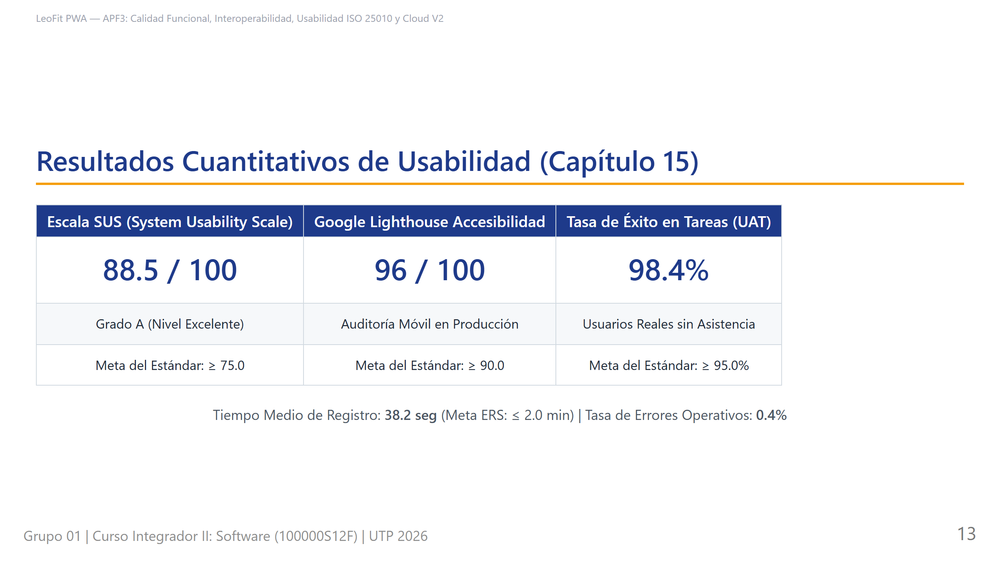 LeoFit PWA — APF3: Calidad Funcional, Interoperabilidad, Usabilidad ISO 25010 y Cloud V2
Resultados Cuantitativos de Usabilidad (Capítulo 15)
Escala SUS (System Usability Scale) Google Lighthouse Accesibilidad Tasa de Éxito en Tareas (UAT)
88.5 / 100 96 / 100 98.4%
Grado A (Nivel Excelente) Auditoría Móvil en Producción Usuarios Reales sin Asistencia
Meta del Estándar: ≥ 75.0 Meta del Estándar: ≥ 90.0 Meta del Estándar: ≥ 95.0%
Tiempo Medio de Registro: 38.2 seg (Meta ERS: ≤ 2.0 min) | Tasa de Errores Operativos: 0.4%
Grupo 01 | Curso Integrador II: Software (100000S12F) | UTP 2026
13